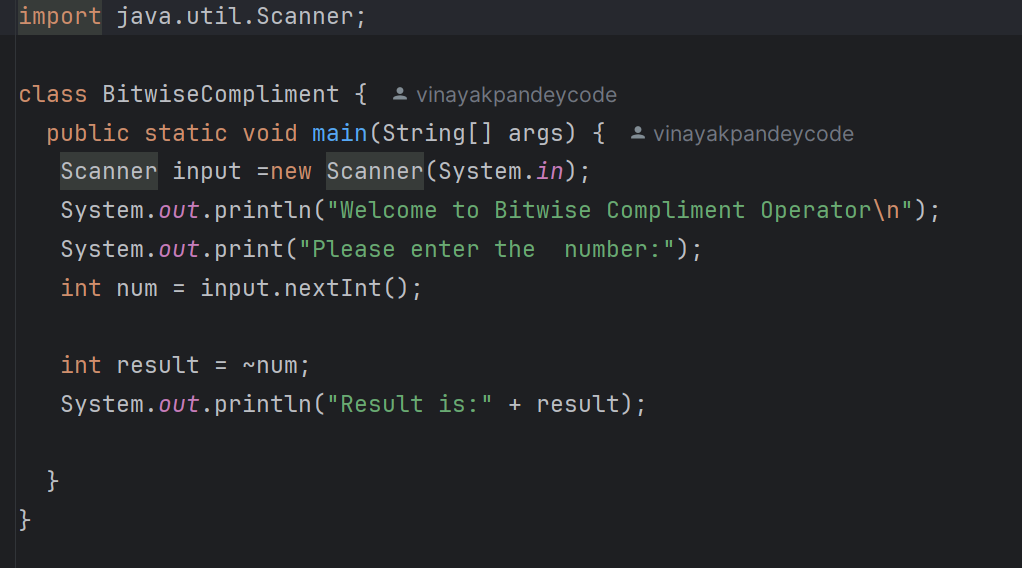 import java.util.Scanner;
class BitwiseCompliment { vinayakpandeycode
public static void main(String[] args) { vinayakpandeycode
Scanner input =new Scanner(System.in);
System.out.println("Welcome to Bitwise Compliment Operator\n");
System.out.print("Please enter the  number:");
int num = input.nextInt();
int result = ~num;
System.out.println("Result is:" + result);
}
}